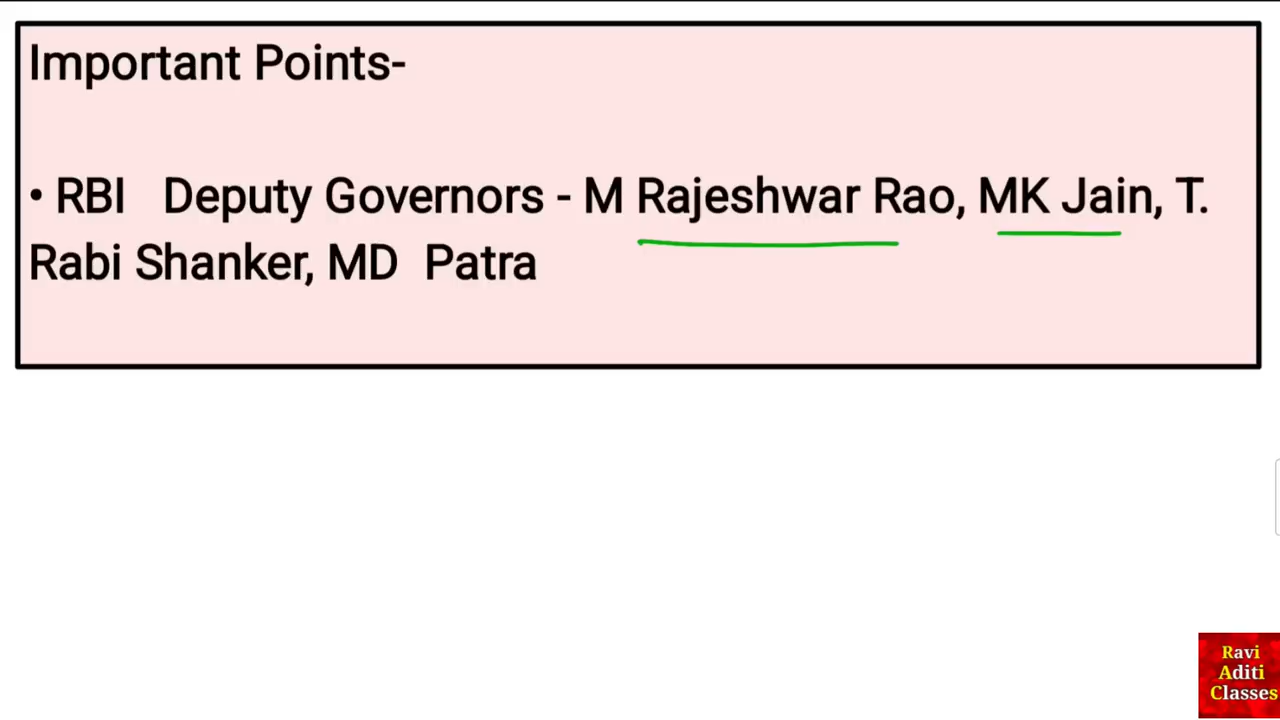 Important Points-
• RBI Deputy Governors - M Rajeshwar Rao, MK Jain, T.
Rabi Shanker, MD Patra
Ravi
Aditi
Classes